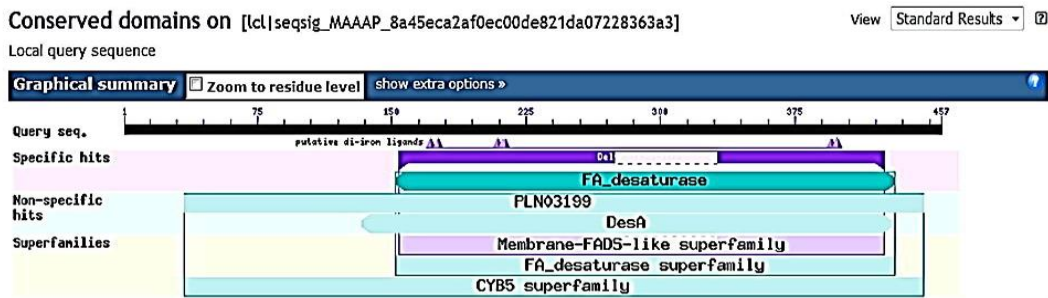 Conserved domains on [lcl|seqsig_MAAAP_8a45eca2af0ec00de821da07228363a3] View Standard Results
Local query sequence
Graphical summary Zoom to residue level show extra options »
1 75 150 225 300 375 457
Query seq.
putative di-iron ligands
Specific hits
FA_desaturase
Non-specific
hits
PLN03199
DesA
Superfamilies
Membrane-FADS-like superfamily
FA_desaturase superfamily
CYB5 superfamily